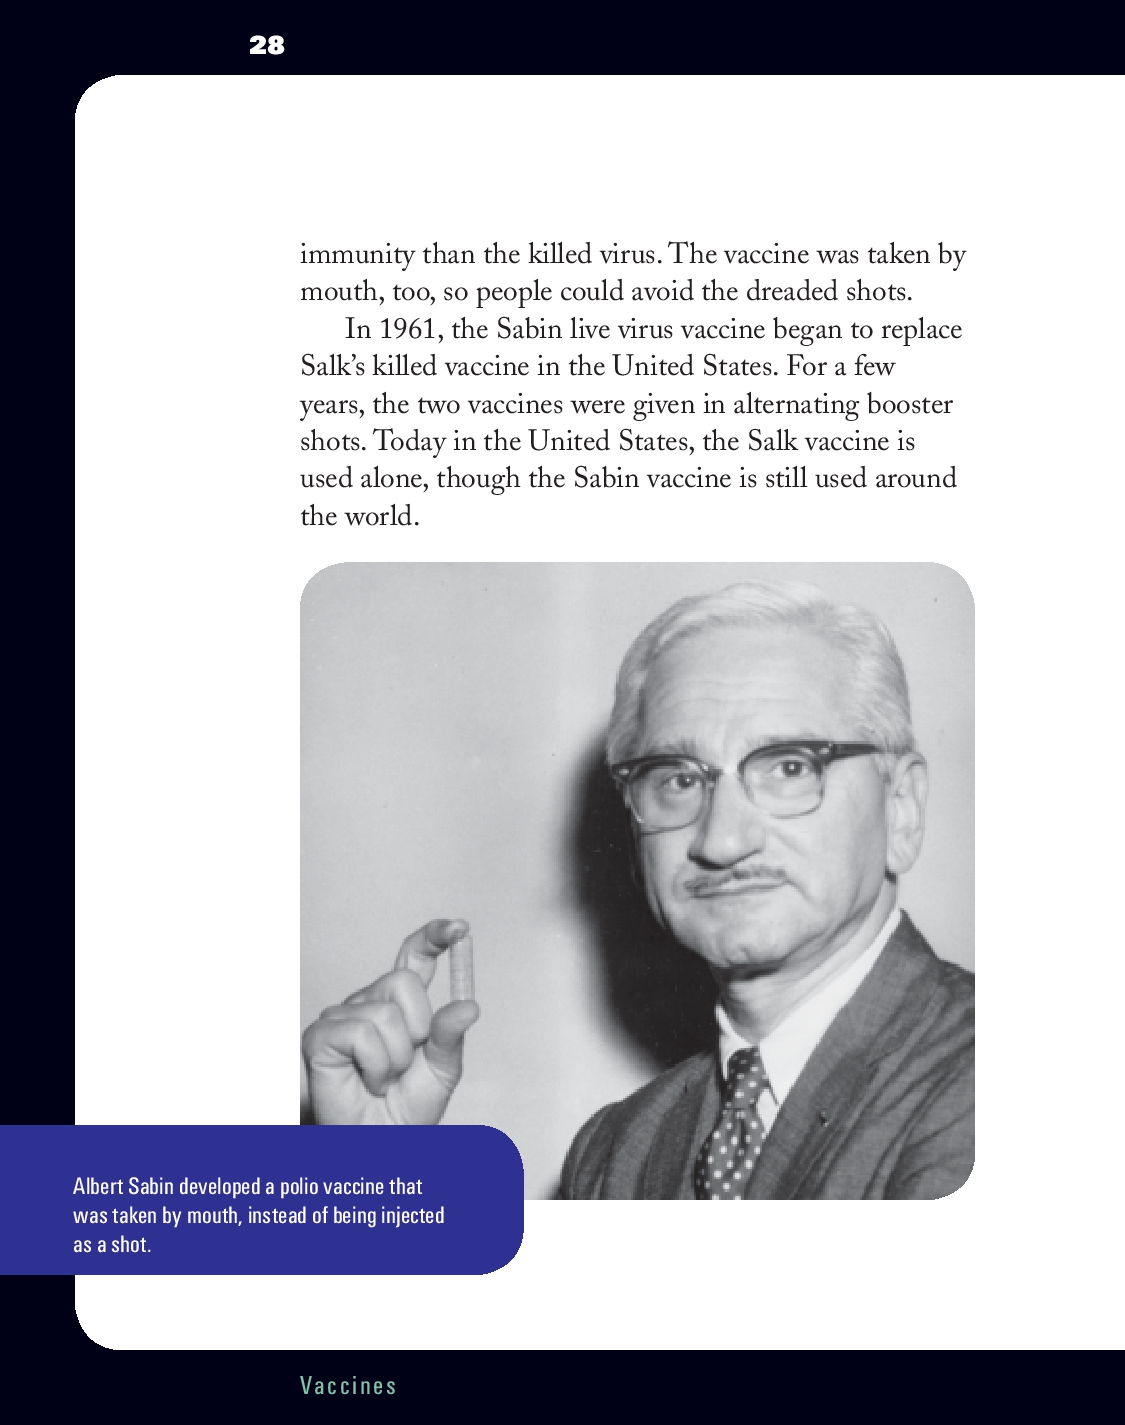 28
immunity than the killed virus. The vaccine was taken by
mouth, too, so people could avoid the dreaded shots.
In 1961, the Sabin live virus vaccine began to replace
Salk’s killed vaccine in the United States. For a few
years, the two vaccines were given in alternating booster
shots. Today in the United States, the Salk vaccine is
used alone, though the Sabin vaccine is still used around
the world.
Albert Sabin developed a polio vaccine that
was taken by mouth, instead of being injected
as a shot.
Vaccines